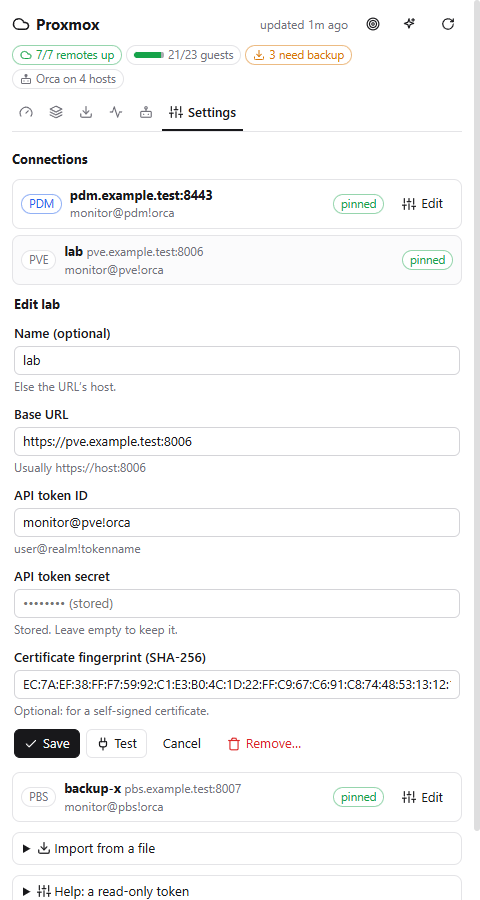 Proxmox
updated 1m ago
7/7 remotes up
21/23 guests
3 need backup
Orca on 4 hosts
Settings
Connections
PDM
pdm.example.test:8443
monitor@pdm!orca
pinned
Edit
PVE
lab pve.example.test:8006
monitor@pve!orca
pinned
Edit lab
Name (optional)
lab
Else the URL's host.
Base URL
https://pve.example.test:8006
Usually https://host:8006
API token ID
monitor@pve!orca
user@realm!tokenname
API token secret
•••••••• (stored)
Stored. Leave empty to keep it.
Certificate fingerprint (SHA-256)
EC:7A:EF:38:FF:F7:59:92:C1:E3:B0:4C:1D:22:FF:C9:67:C6:91:C8:74:48:53:13:12:
Optional: for a self-signed certificate.
Save
Test
Cancel
Remove...
PBS
backup-x pbs.example.test:8007
monitor@pbs!orca
pinned
Edit
Import from a file
Help: a read-only token